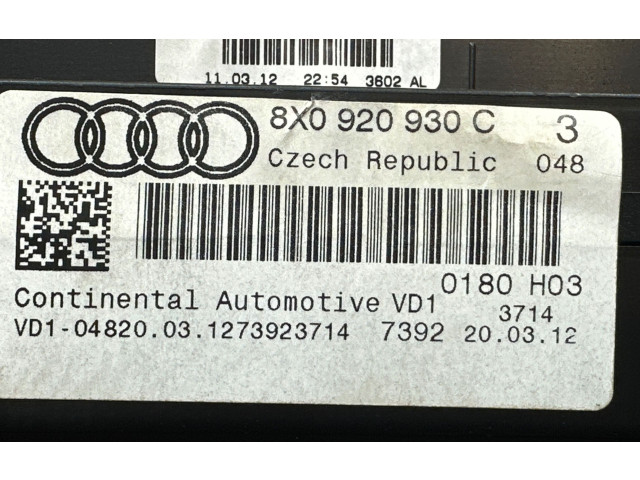 11.03.12 22:54 3602 AL
8X0 920 930 C 3
Czech Republic 048
0180 H03
Continental Automotive VD1 3714
VD1-04820.03.1273923714 7392 20.03.12